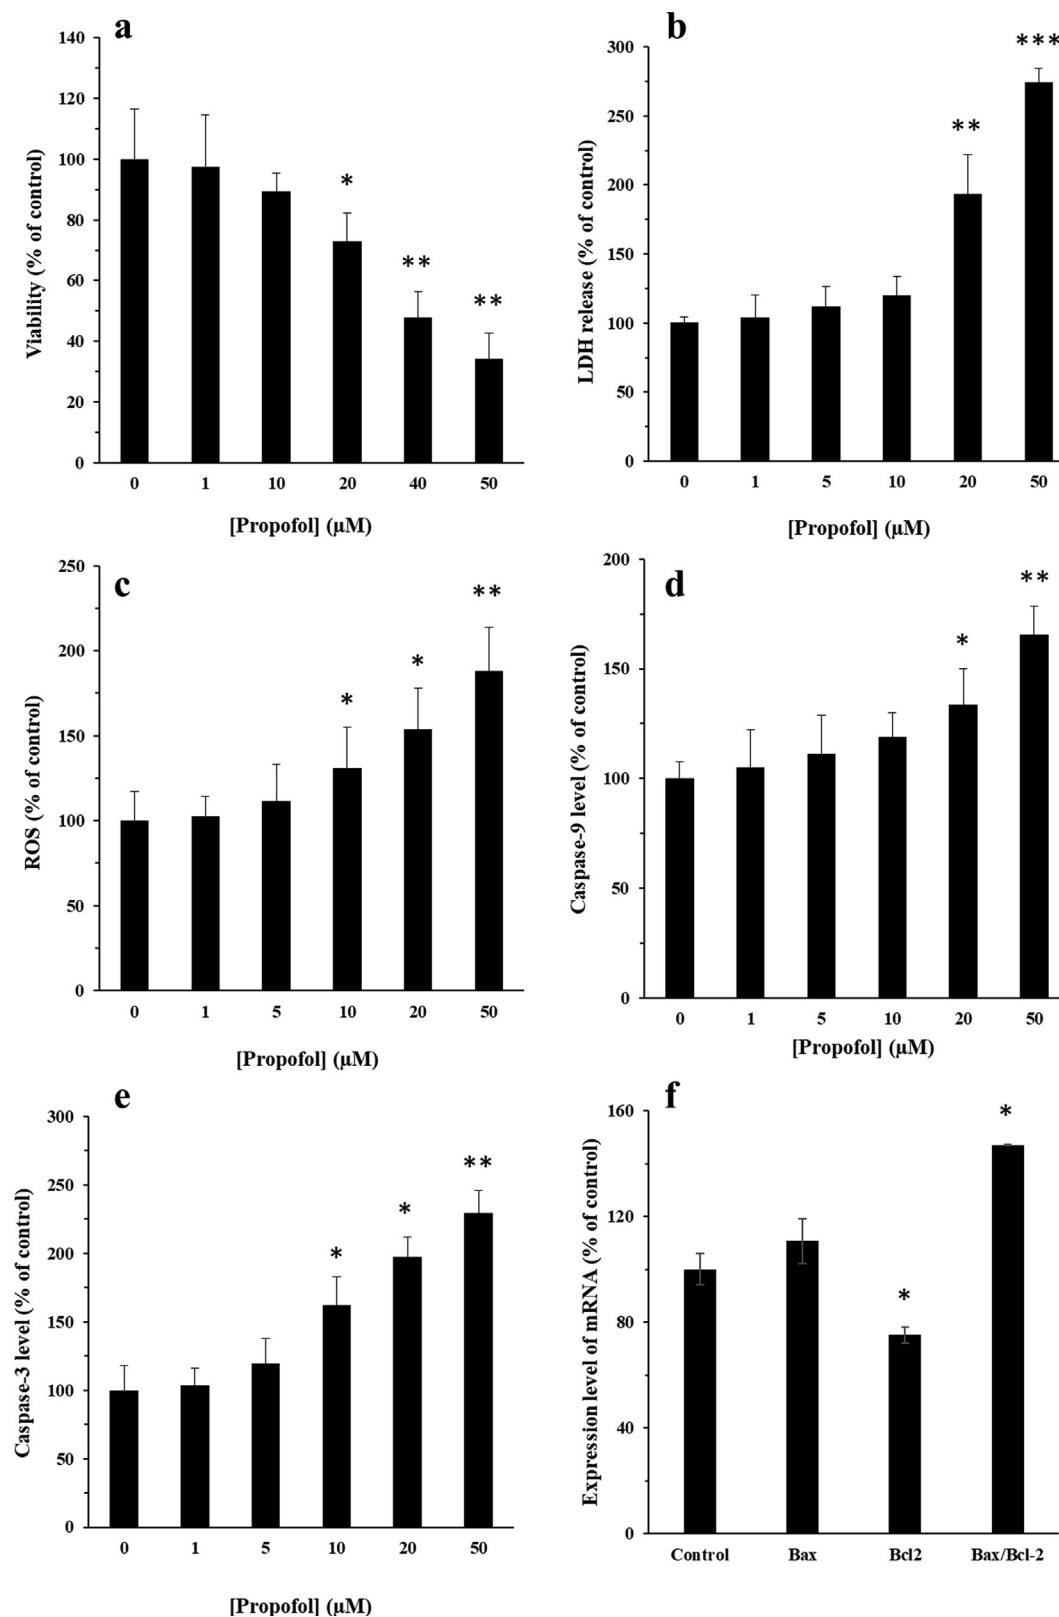 a
Viability (% of control)
140
120
100
80
60
40
20
0
*
**
**
0 1 10 20 40 50
[Propofol] (µM)
b
LDH release (% of control)
300
250
200
150
100
50
0
**
***
0 1 5 10 20 50
[Propofol] (µM)
c
ROS (% of control)
250
200
150
100
50
0
*
*
**
0 1 5 10 20 50
[Propofol] (µM)
d
Caspase-9 level (% of control)
200
150
100
50
0
*
**
0 1 5 10 20 50
[Propofol] (µM)
e
Caspase-3 level (% of control)
300
250
200
150
100
50
0
*
*
**
0 1 5 10 20 50
[Propofol] (µM)
f
Expression level of mRNA (% of control)
160
120
80
40
0
*
*
Control Bax Bcl2 Bax/Bcl-2